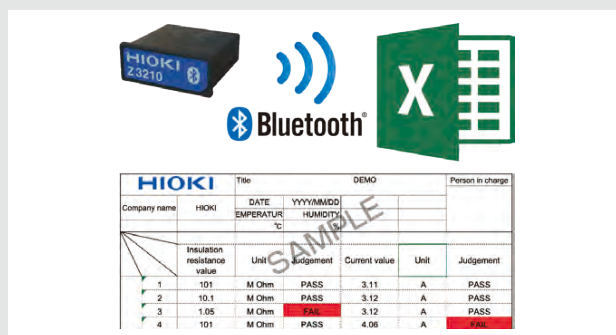 HIOKI
Z3210
Bluetooth®
X
HIOKI Title DEMO Person in charge
Company name HIOKI DATE YYYY/MM/DD
EMPERATUR HUMIDITY
℃ %
SAMPLE
Insulation resistance value Unit Judgement Current value Unit Judgement
1 101 M Ohm PASS 3.11 A PASS
2 10.1 M Ohm PASS 3.12 A PASS
3 1.05 M Ohm FAIL 3.12 A PASS
4 101 M Ohm PASS 4.06 A FAIL